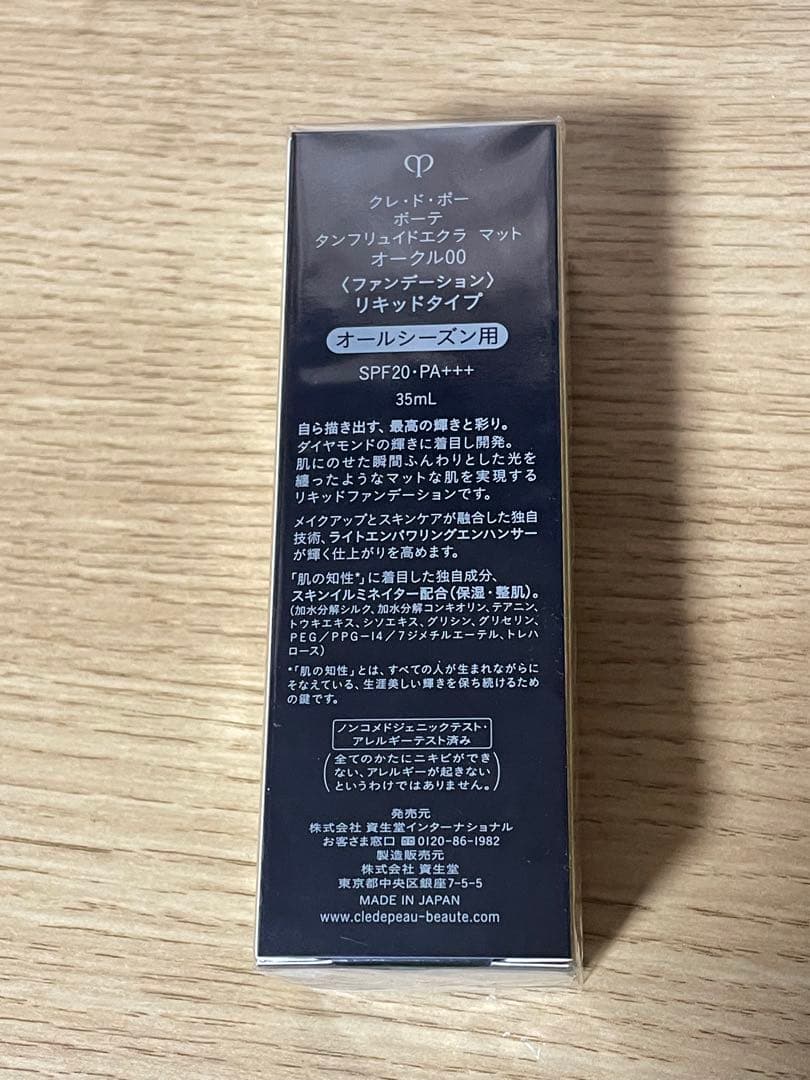 クレ・ド・ポー
ボーテ
タンフリュイドエクラ マット
オークル00
〈ファンデーション〉
リキッドタイプ
オールシーズン用
SPF20・PA+++
35mL
自ら描き出す、最高の輝きと彩り。
ダイヤモンドの輝きに着目し開発。
肌にのせた瞬間ふんわりとした光を
纏ったようなマットな肌を実現する
リキッドファンデーションです。
メイクアップとスキンケアが融合した独自
技術、ライトエンパワリングエンハンサー
が輝く仕上がりを高めます。
「肌の知性*」に着目した独自成分、
スキンイルミネイター配合(保湿・整肌)。
(加水分解シルク、加水分解コンキオリン、テアニン、
トウキエキス、シソエキス、グリシン、グリセリン、
PEG/PPG-14/7ジメチルエーテル、トレハ
ロース)
*「肌の知性」とは、すべての人が生まれながらに
そなえている、生涯美しい輝きを保ち続けるため
の鍵です。
ノンコメドジェニックテスト・
アレルギーテスト済み
(全てのかたにニキビができ
ない、アレルギーが起きない
というわけではありません。)
発売元
株式会社 資生堂インターナショナル
お客さま窓口 0120-86-1982
製造販売元
株式会社 資生堂
東京都中央区銀座7-5-5
MADE IN JAPAN
www.cledepeau-beaute.com